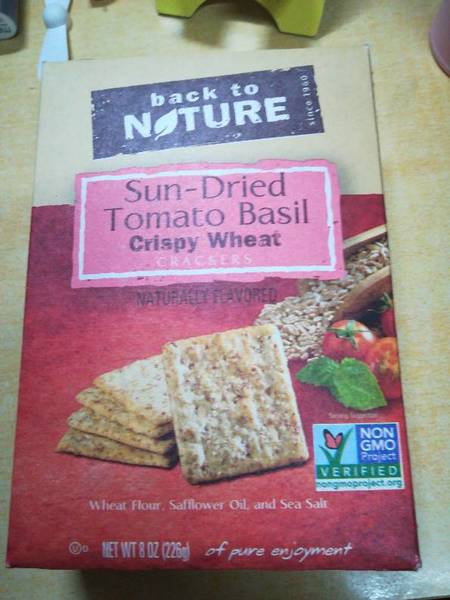 back to
NATURE
since 1960
Sun-Dried
Tomato Basil
Crispy Wheat
CRACKERS
NATURALLY FLAVORED
Serving Suggestion
NON
GMO
Project
VERIFIED
nongmoproject.org
Wheat Flour, Safflower Oil, and Sea Salt
U D NET WT 8 OZ (226g) of pure enjoyment